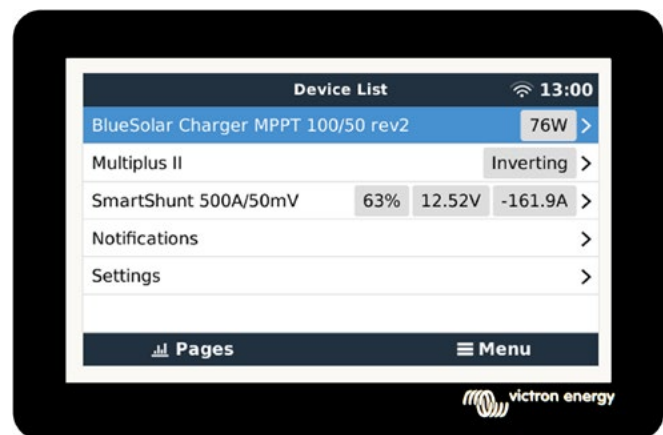 Device List 13:00
BlueSolar Charger MPPT 100/50 rev2 76W
Multiplus II Inverting
SmartShunt 500A/50mV 63% 12.52V -161.9A
Notifications
Settings
Pages Menu
victron energy